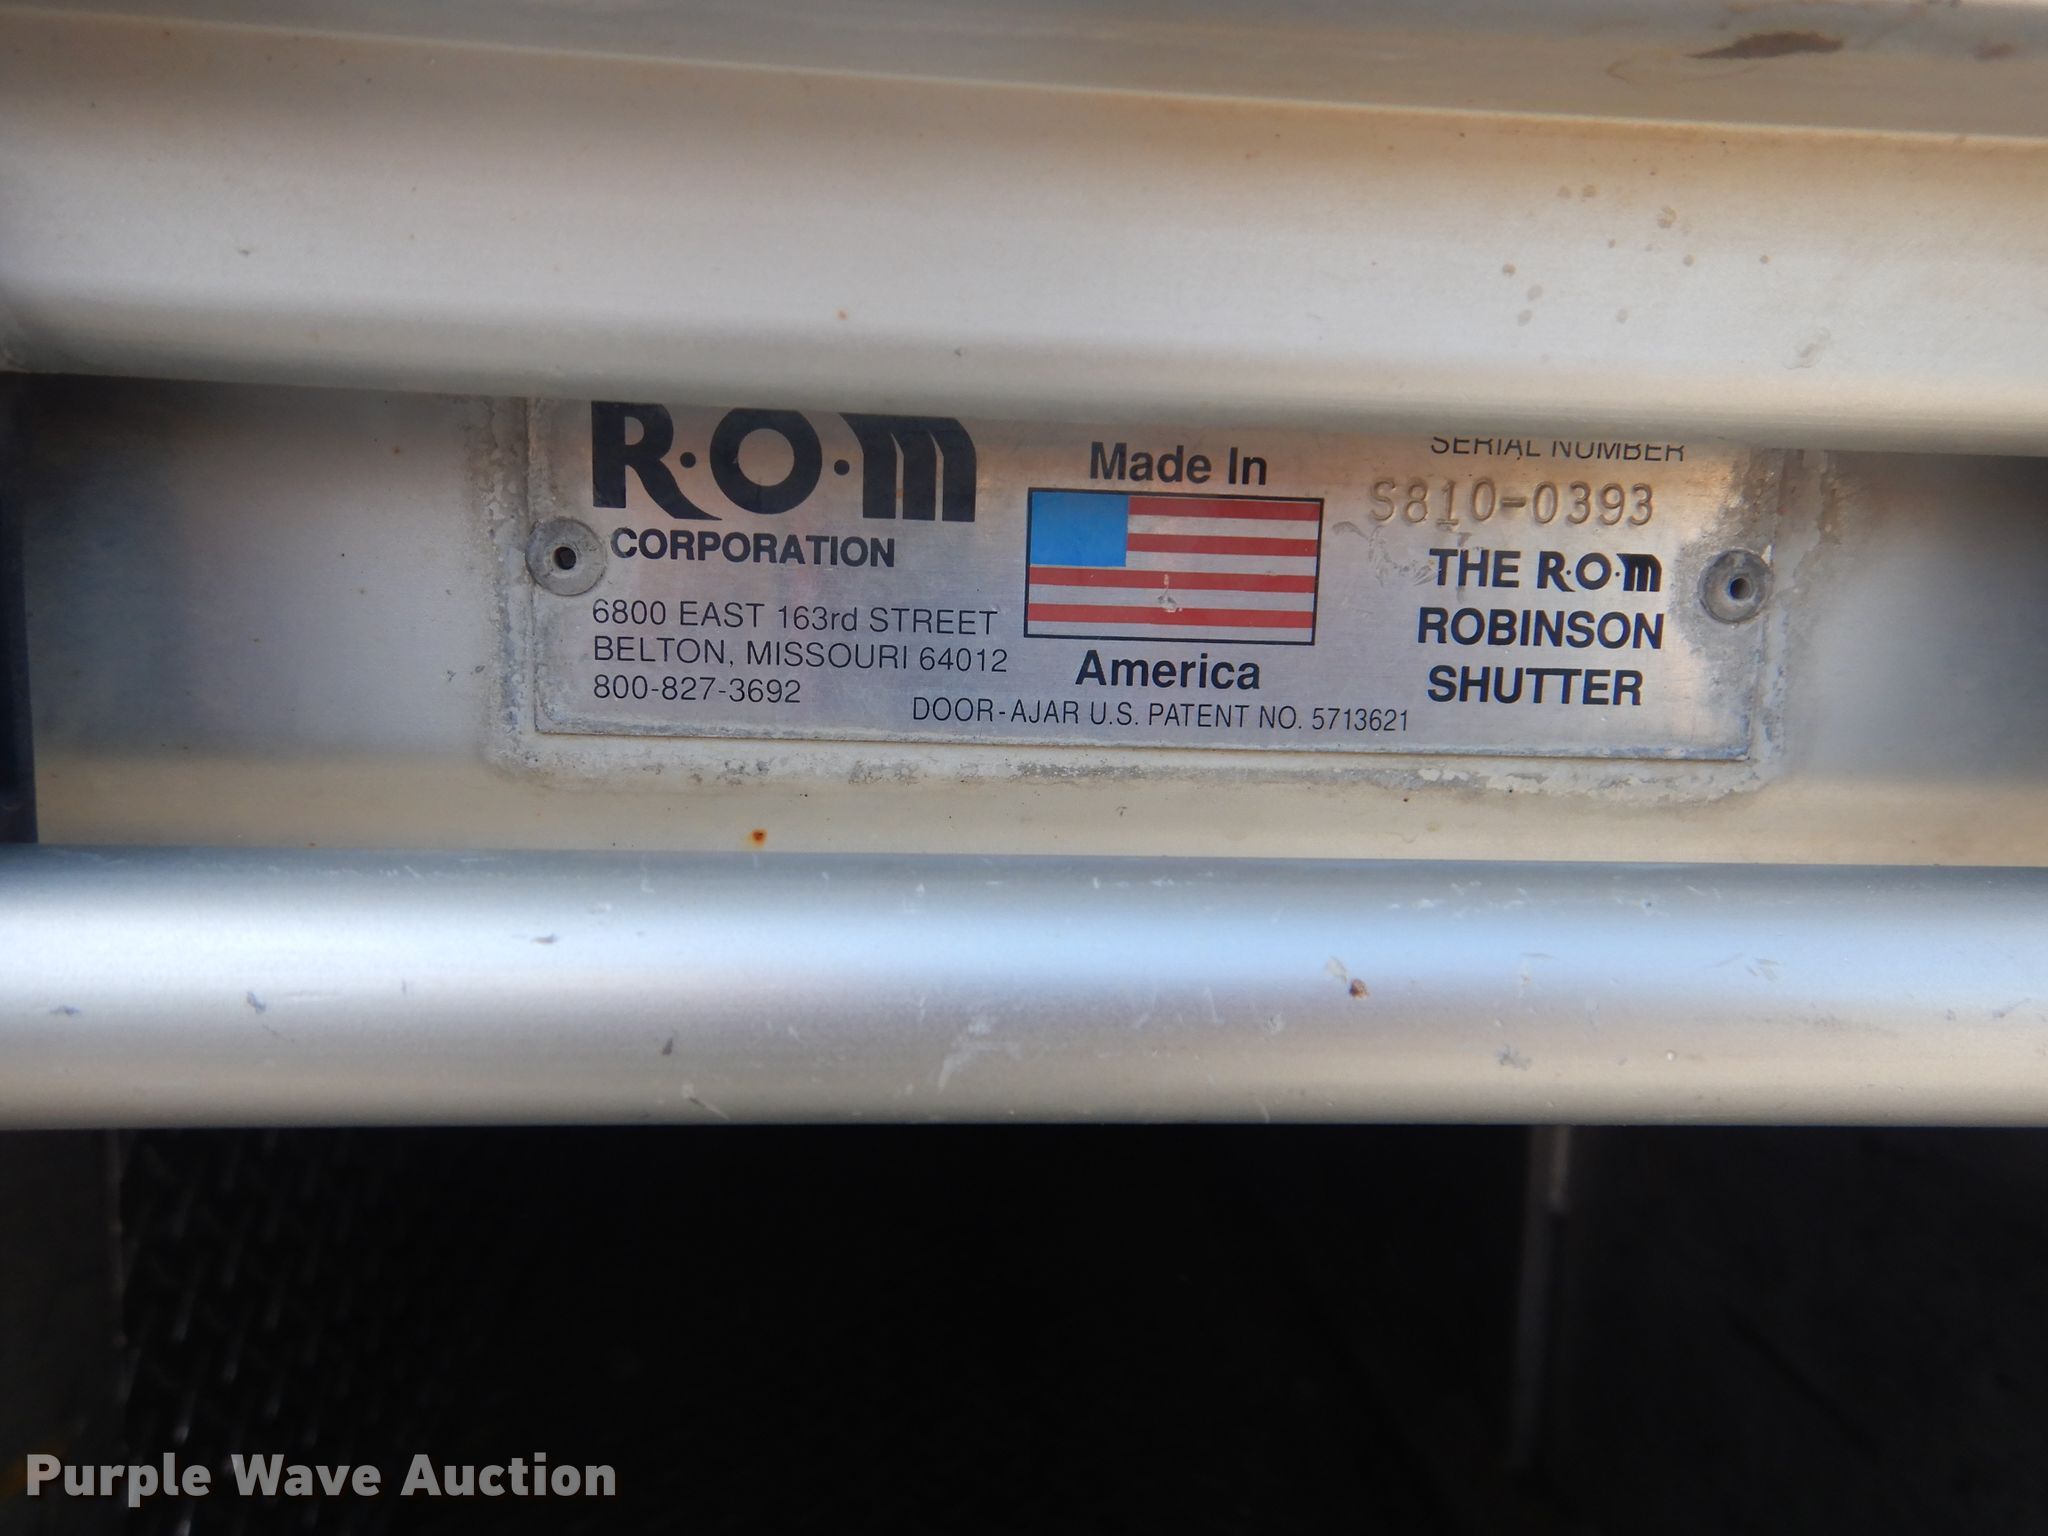 R·O·M
CORPORATION
6800 EAST 163rd STREET
BELTON, MISSOURI 64012
800-827-3692
Made In
America
DOOR-AJAR U.S. PATENT NO. 5713621
SERIAL NUMBER
S810-0393
THE R·O·M
ROBINSON
SHUTTER
Purple Wave Auction